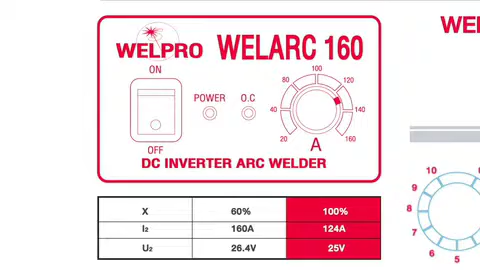 WELPRO WELARC 160
ON
OFF
POWER
O.C
20
40
80
100
120
140
160
A
DC INVERTER ARC WELDER
X 60% 100%
I2 160A 124A
U2 26.4V 25V
WEL
10
9
8
7
6
5